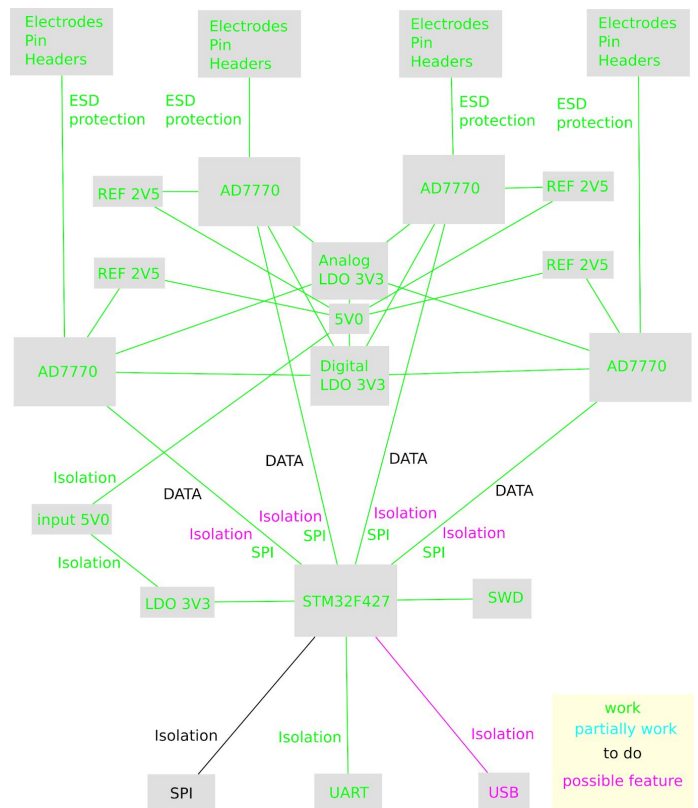 Electrodes
Pin
Headers
Electrodes
Pin
Headers
Electrodes
Pin
Headers
Electrodes
Pin
Headers
ESD
protection
ESD
protection
ESD
protection
ESD
protection
REF 2V5
AD7770
AD7770
REF 2V5
REF 2V5
Analog
LDO 3V3
REF 2V5
5V0
AD7770
Digital
LDO 3V3
AD7770
Isolation
DATA
DATA
DATA
DATA
input 5V0
Isolation
SPI
Isolation
SPI
Isolation
SPI
Isolation
SPI
Isolation
LDO 3V3
STM32F427
SWD
Isolation
Isolation
Isolation
SPI
UART
USB
work
partially work
to do
possible feature